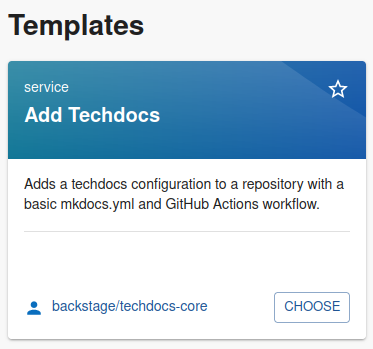 Templates
service
Add Techdocs
Adds a techdocs configuration to a repository with a
basic mkdocs.yml and GitHub Actions workflow.
backstage/techdocs-core
CHOOSE